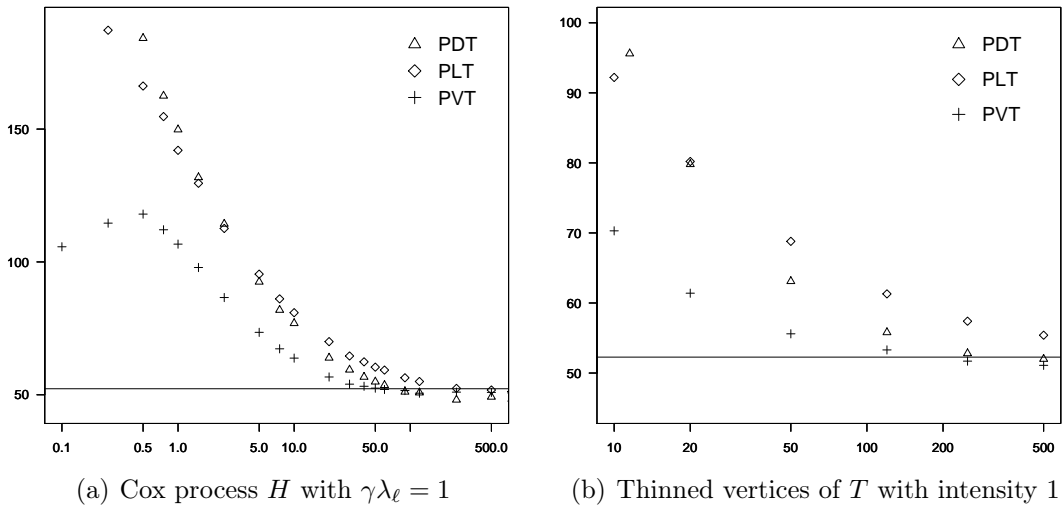 PDT
PLT
PVT
150
100
50
0.1 0.5 1.0 5.0 10.0 50.0 500.0
(a) Cox process H with γλℓ = 1
PDT
PLT
PVT
100
90
80
70
60
50
10 20 50 100 200 500
(b) Thinned vertices of T with intensity 1